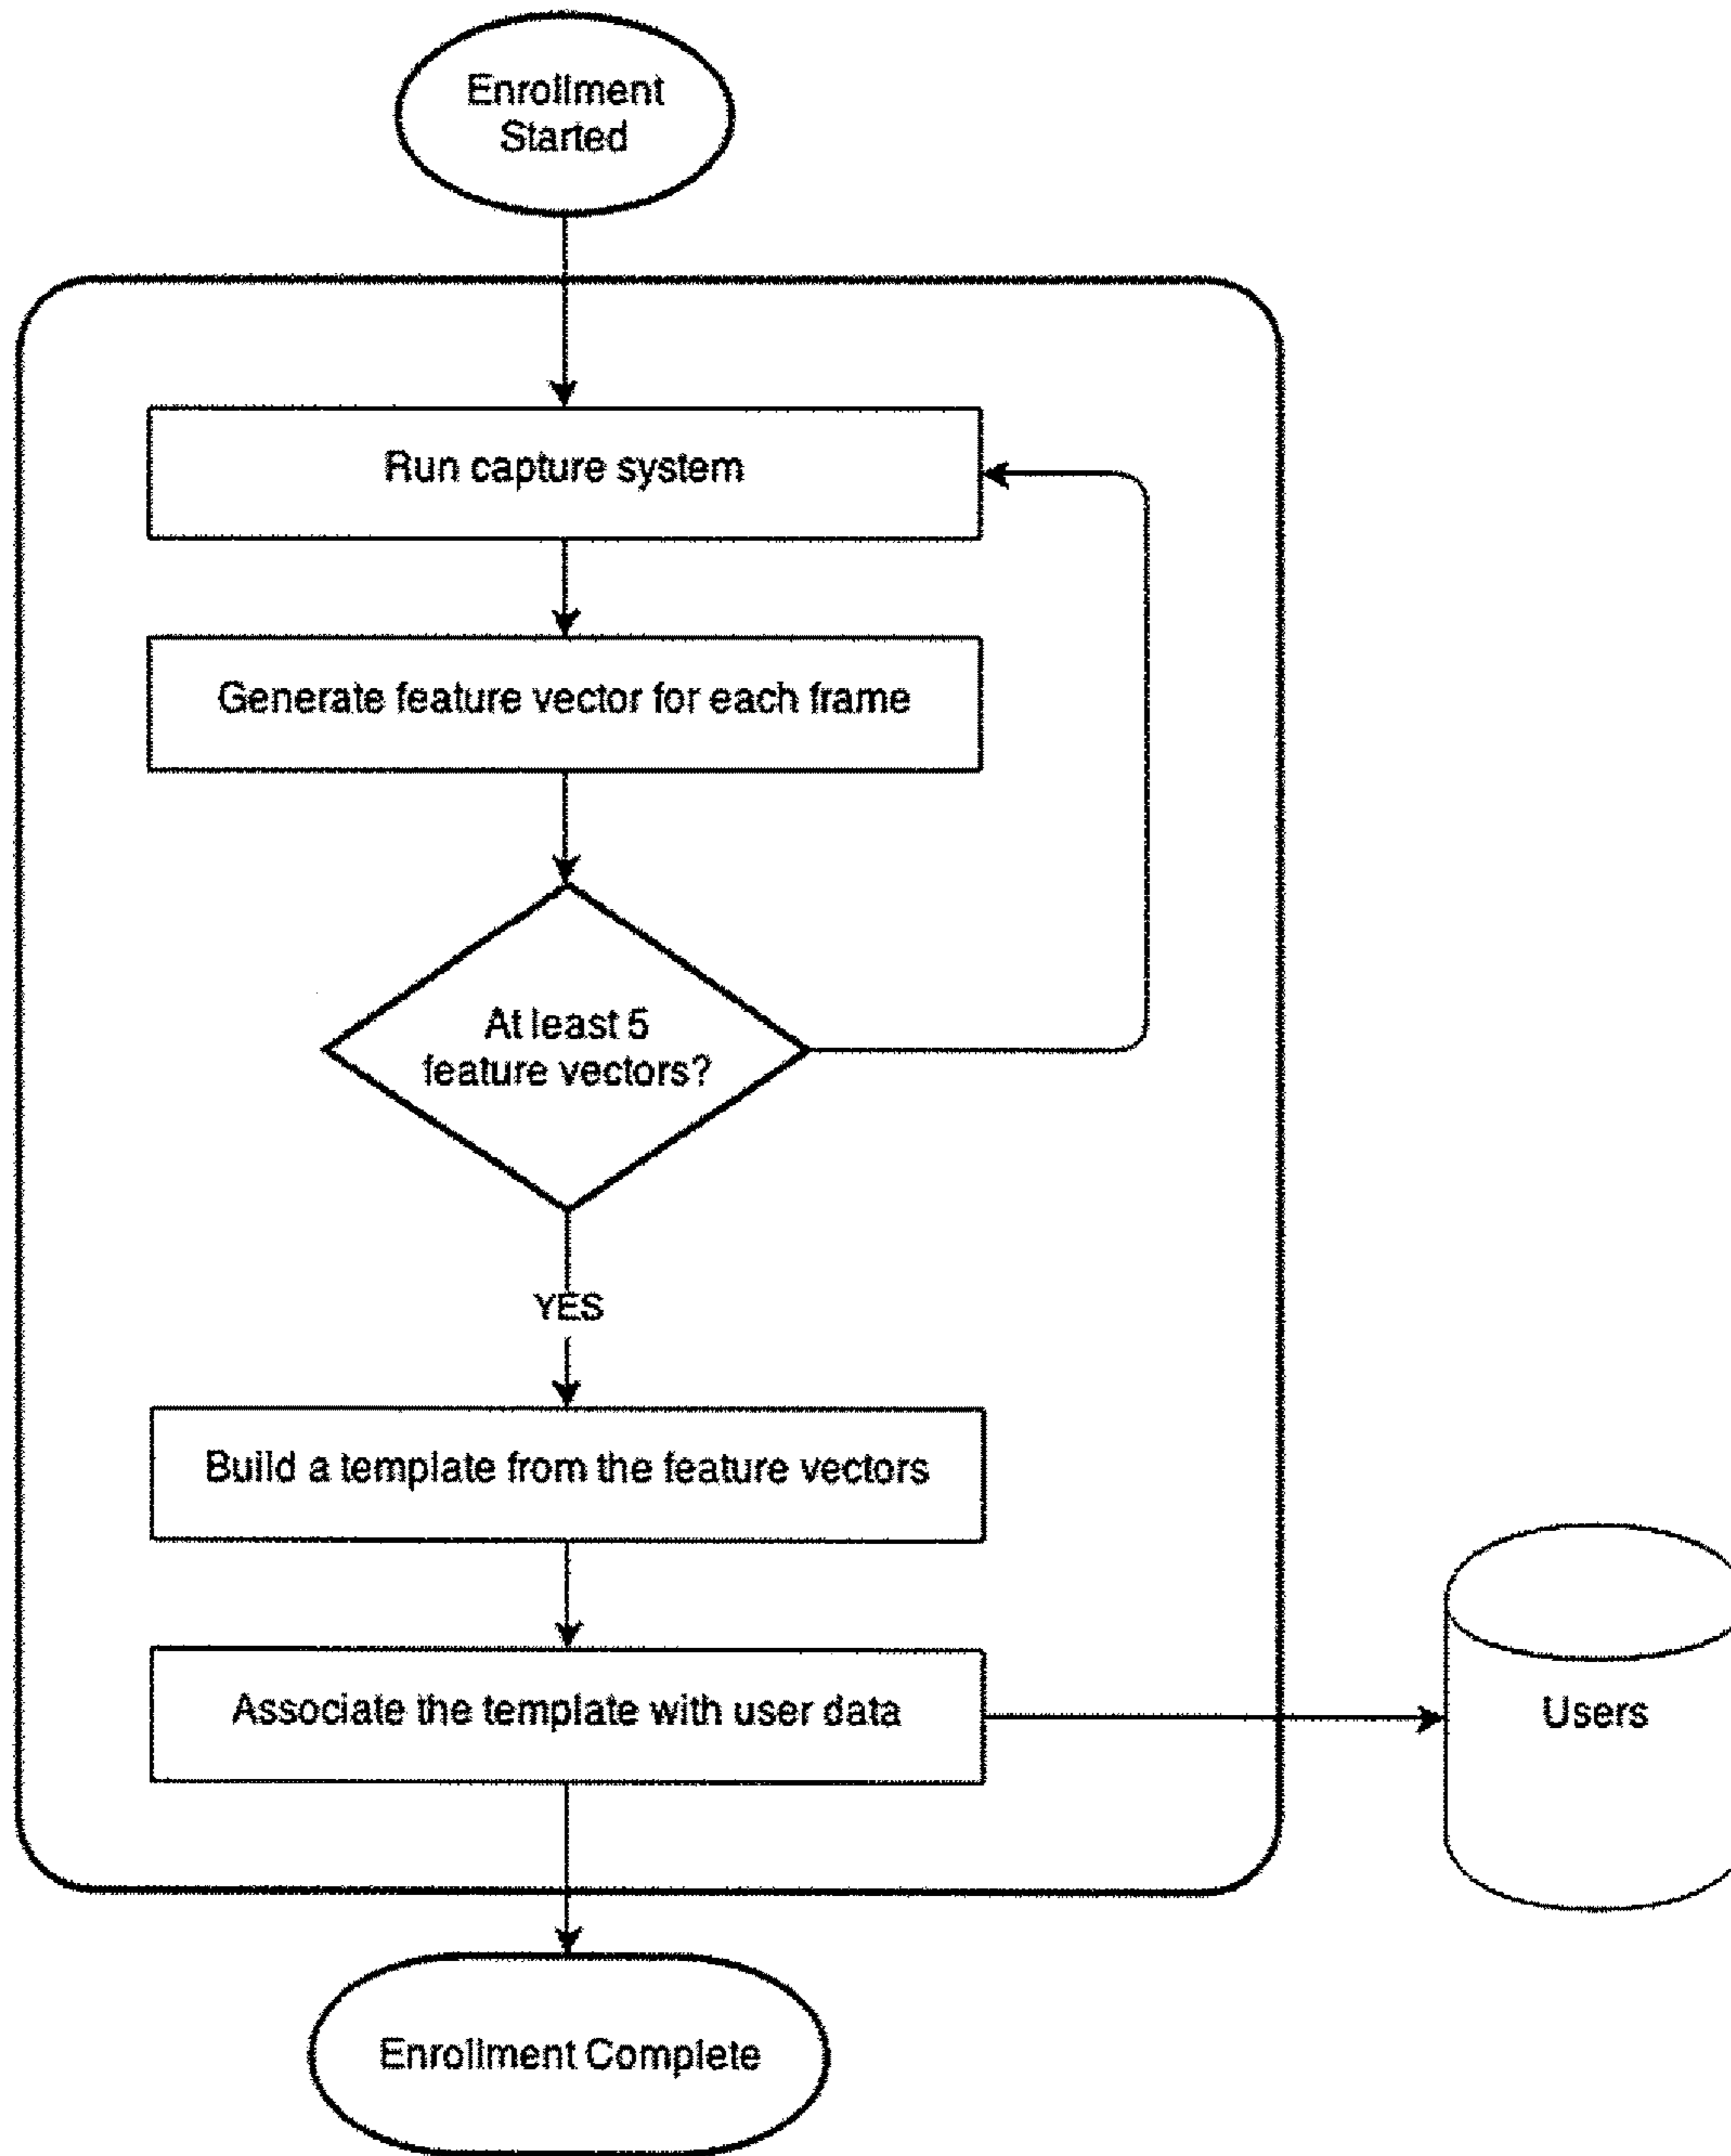 Enrollment
Started
Run capture system
Generate feature vector for each frame
At least 5
feature vectors?
YES
Build a template from the feature vectors
Associate the template with user data
Users
Enrollment Complete